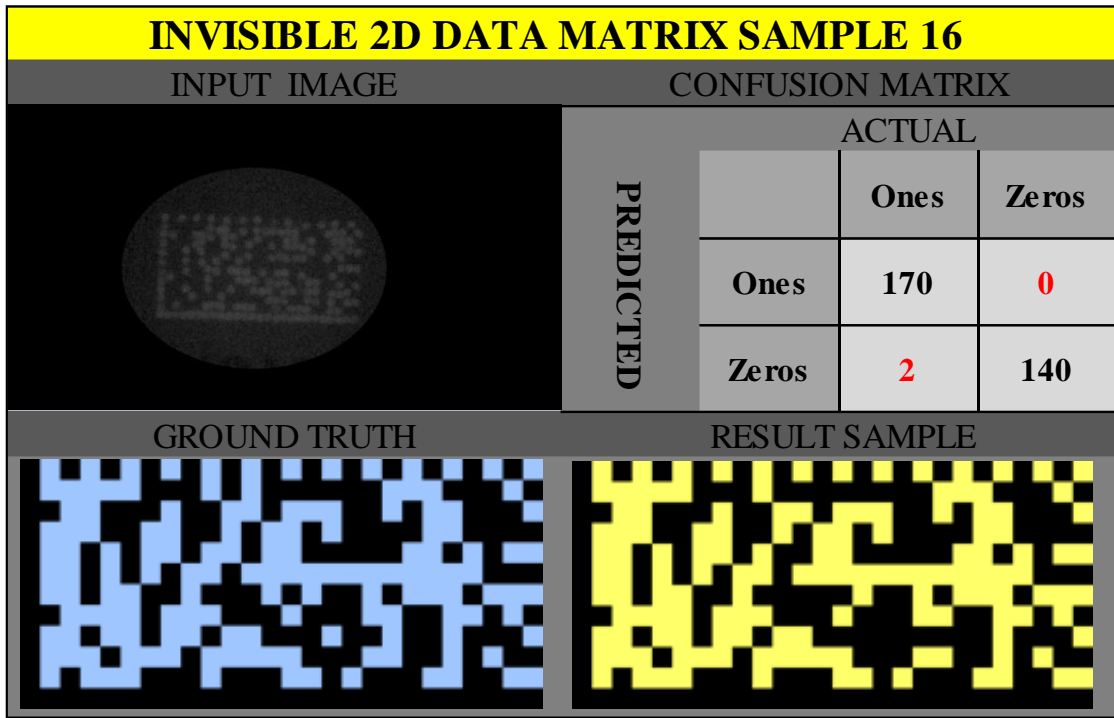 INVISIBLE 2D DATA MATRIX SAMPLE 16
INPUT IMAGE
CONFUSION MATRIX
ACTUAL
PREDICTED
Ones Zeros
Ones 170 0
Zeros 2 140
GROUND TRUTH
RESULT SAMPLE